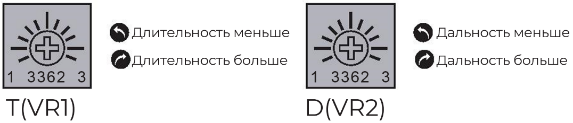 Длительность меньше
Длительность больше
1 3362 3
T(VR1)
Дальность меньше
Дальность больше
1 3362 3
D(VR2)